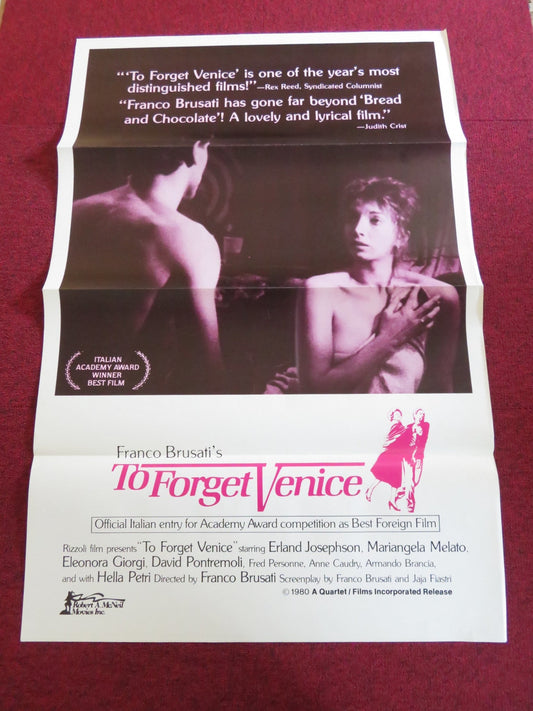 “‘To Forget Venice’ is one of the year’s most
distinguished films!”—Rex Reed, Syndicated Columnist
“Franco Brusati has gone far beyond ‘Bread
and Chocolate’! A lovely and lyrical film.”
—Judith Crist
ITALIAN
ACADEMY AWARD
WINNER
BEST FILM
Franco Brusati’s
To Forget Venice
Official Italian entry for Academy Award competition as Best Foreign Film
Rizzoli film presents “To Forget Venice” starring Erland Josephson, Mariangela Melato,
Eleonora Giorgi, David Pontremoli, Fred Personne, Anne Caudry, Armando Brancia,
and with Hella Petri Directed by Franco Brusati Screenplay by Franco Brusati and Jaja Fiastri
© 1980 A Quartet / Films Incorporated Release
Robert A. McNeil
Movies Inc.